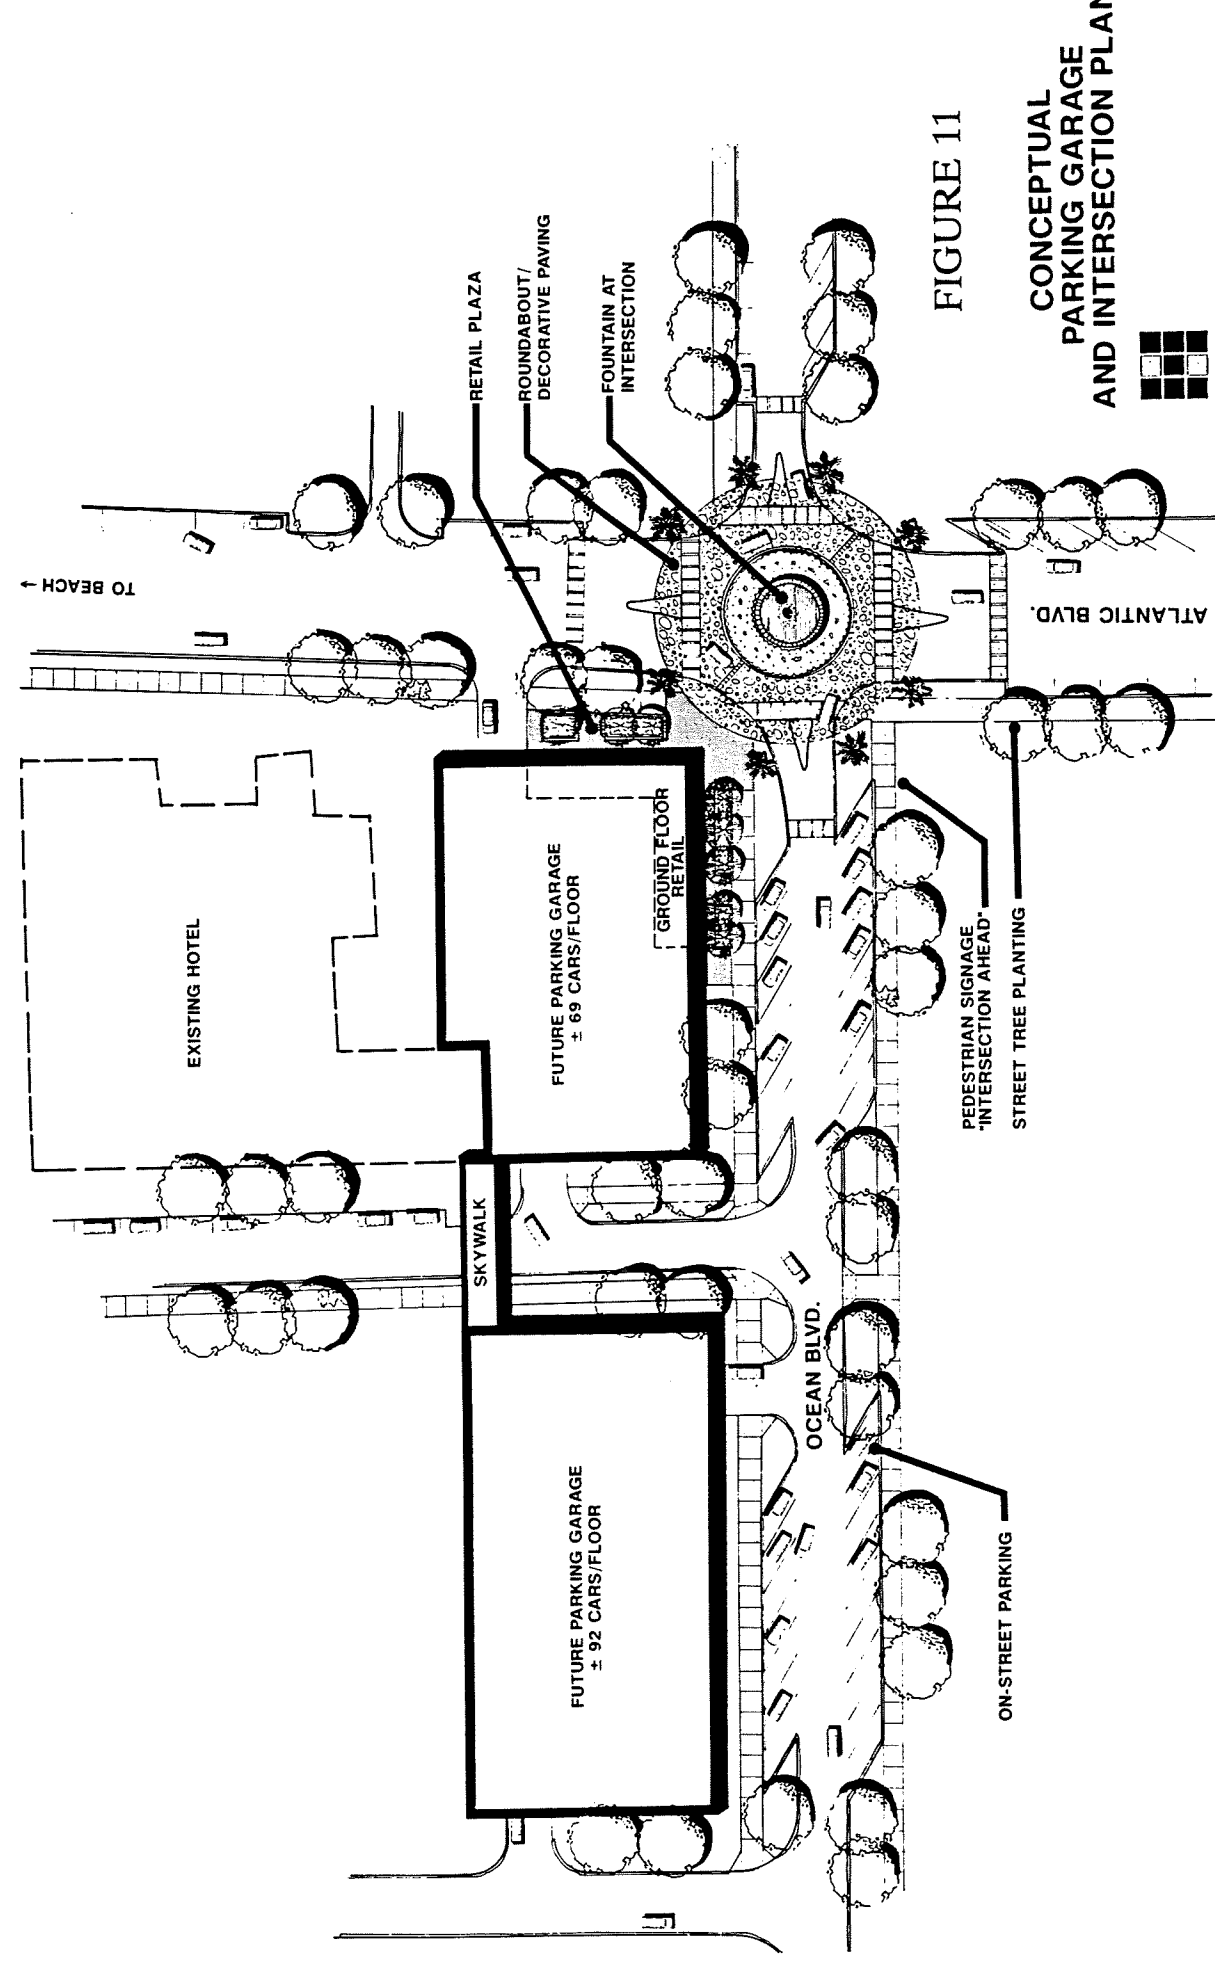 TO BEACH →
EXISTING HOTEL
RETAIL PLAZA
ROUNDABOUT/
DECORATIVE PAVING
FOUNTAIN AT
INTERSECTION
SKYWALK
FUTURE PARKING GARAGE
± 69 CARS/FLOOR
GROUND FLOOR
RETAIL
FUTURE PARKING GARAGE
± 92 CARS/FLOOR
OCEAN BLVD.
ATLANTIC BLVD.
PEDESTRIAN SIGNAGE
"INTERSECTION AHEAD"
STREET TREE PLANTING
ON-STREET PARKING
FIGURE 11
CONCEPTUAL
PARKING GARAGE
AND INTERSECTION PLAN